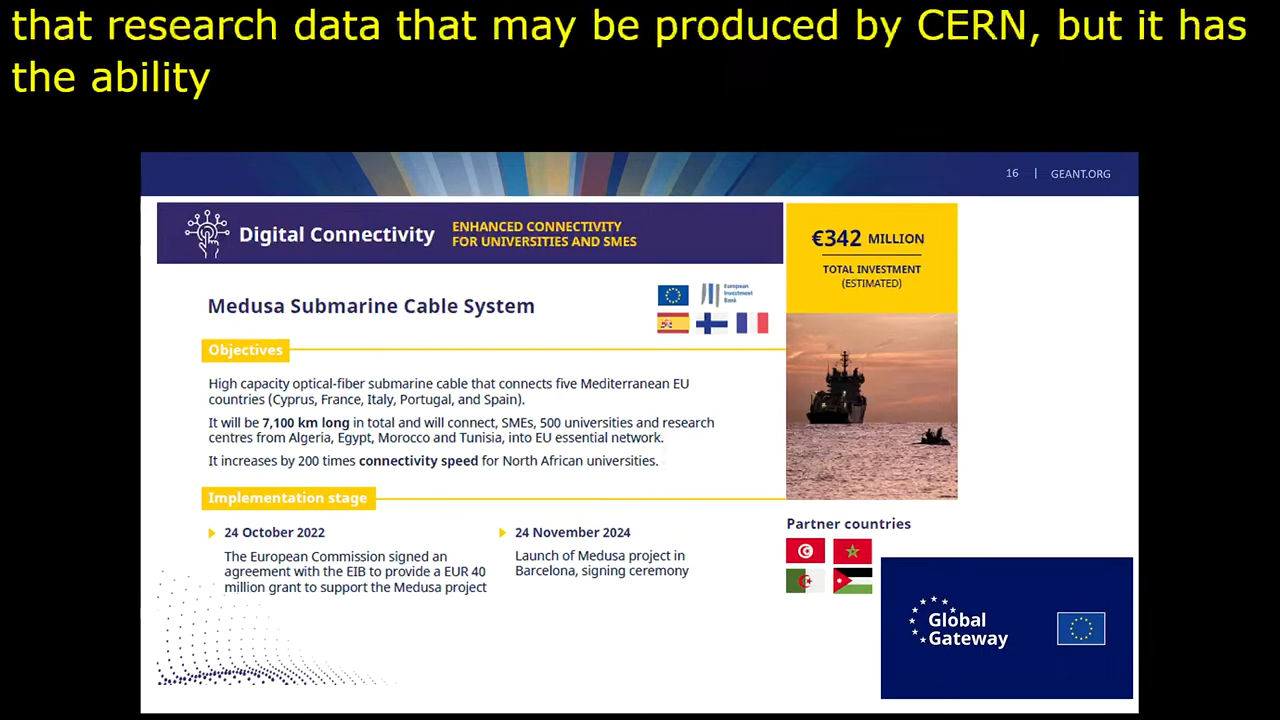 that research data that may be produced by CERN, but it has
the ability
16 | GEANT.ORG
Digital Connectivity
ENHANCED CONNECTIVITY
FOR UNIVERSITIES AND SMES
€342 MILLION
TOTAL INVESTMENT
(ESTIMATED)
Medusa Submarine Cable System
European
Investment
Bank
Objectives
High capacity optical-fiber submarine cable that connects five Mediterranean EU
countries (Cyprus, France, Italy, Portugal, and Spain).
It will be 7,100 km long in total and will connect, SMEs, 500 universities and research
centres from Algeria, Egypt, Morocco and Tunisia, into EU essential network.
It increases by 200 times connectivity speed for North African universities.
Implementation stage
24 October 2022
The European Commission signed an
agreement with the EIB to provide a EUR 40
million grant to support the Medusa project
24 November 2024
Launch of Medusa project in
Barcelona, signing ceremony
Partner countries
Global
Gateway